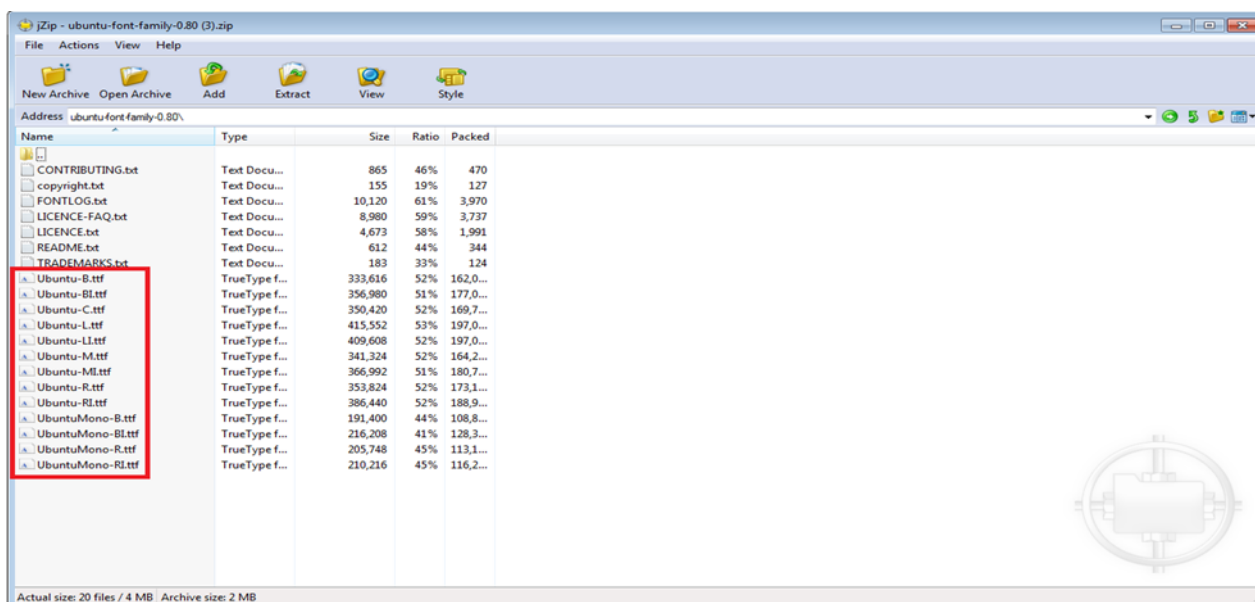 jZip - ubuntu-font-family-0.80 (3).zip
File Actions View Help
New Archive Open Archive Add Extract View Style
Address ubuntu-font-family-0.80\
Name Type Size Ratio Packed
..
CONTRIBUTING.txt Text Docu... 865 46% 470
copyright.txt Text Docu... 155 19% 127
FONTLOG.txt Text Docu... 10,120 61% 3,970
LICENCE-FAQ.txt Text Docu... 8,980 59% 3,737
LICENCE.txt Text Docu... 4,673 58% 1,991
README.txt Text Docu... 612 44% 344
TRADEMARKS.txt Text Docu... 183 33% 124
Ubuntu-B.ttf TrueType f... 333,616 52% 162,0...
Ubuntu-BI.ttf TrueType f... 356,980 51% 177,0...
Ubuntu-C.ttf TrueType f... 350,420 52% 169,7...
Ubuntu-L.ttf TrueType f... 415,552 53% 197,0...
Ubuntu-LI.ttf TrueType f... 409,608 52% 197,0...
Ubuntu-M.ttf TrueType f... 341,324 52% 164,2...
Ubuntu-MI.ttf TrueType f... 366,992 51% 180,7...
Ubuntu-R.ttf TrueType f... 353,824 52% 173,1...
Ubuntu-RI.ttf TrueType f... 386,440 52% 188,9...
UbuntuMono-B.ttf TrueType f... 191,400 44% 108,8...
UbuntuMono-BI.ttf TrueType f... 216,208 41% 128,3...
UbuntuMono-R.ttf TrueType f... 205,748 45% 113,1...
UbuntuMono-RI.ttf TrueType f... 210,216 45% 116,2...
Actual size: 20 files / 4 MB Archive size: 2 MB